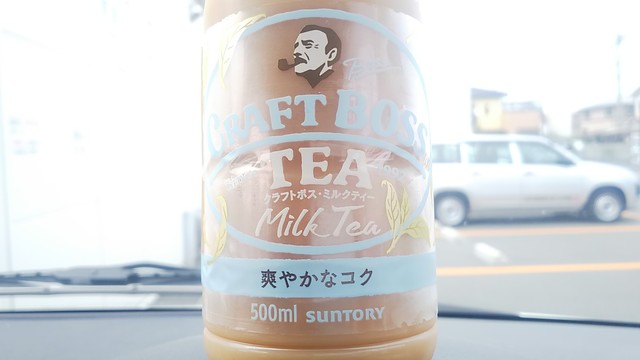 CRAFT BOSS
TEA
クラフトボス・ミルクティー
Milk Tea
爽やかなコク
500ml SUNTORY